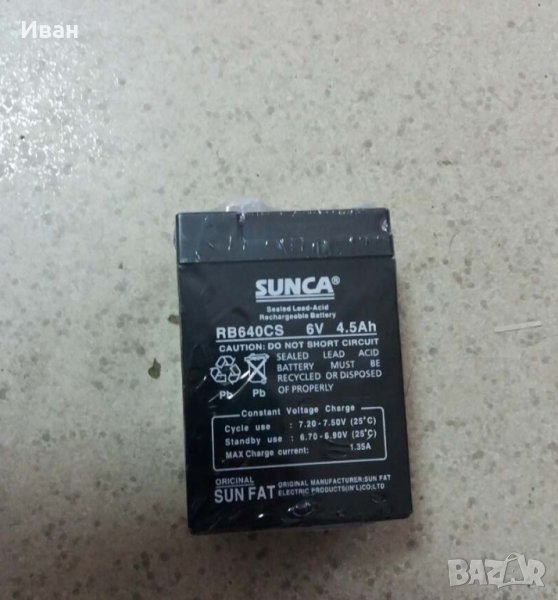 Иван
SUNCA®
Sealed Lead-Acid
Rechargeable Battery
RB640CS 6V 4.5Ah
CAUTION: DO NOT SHORT CIRCUIT
SEALED LEAD ACID
BATTERY MUST BE
RECYCLED OR DISPOSED
OF PROPERLY
Pb Pb
Constant Voltage Charge
Cycle use : 7.20-7.50V (25°C)
Standby use : 6.70-6.90V (25°C)
MAX Charge current: 1.35A
ORIGINAL
SUN FAT
ORIGINAL MANUFACTURER: SUN FAT
ELECTRIC PRODUCTS(IN'L)CO;LTD
BAZAR